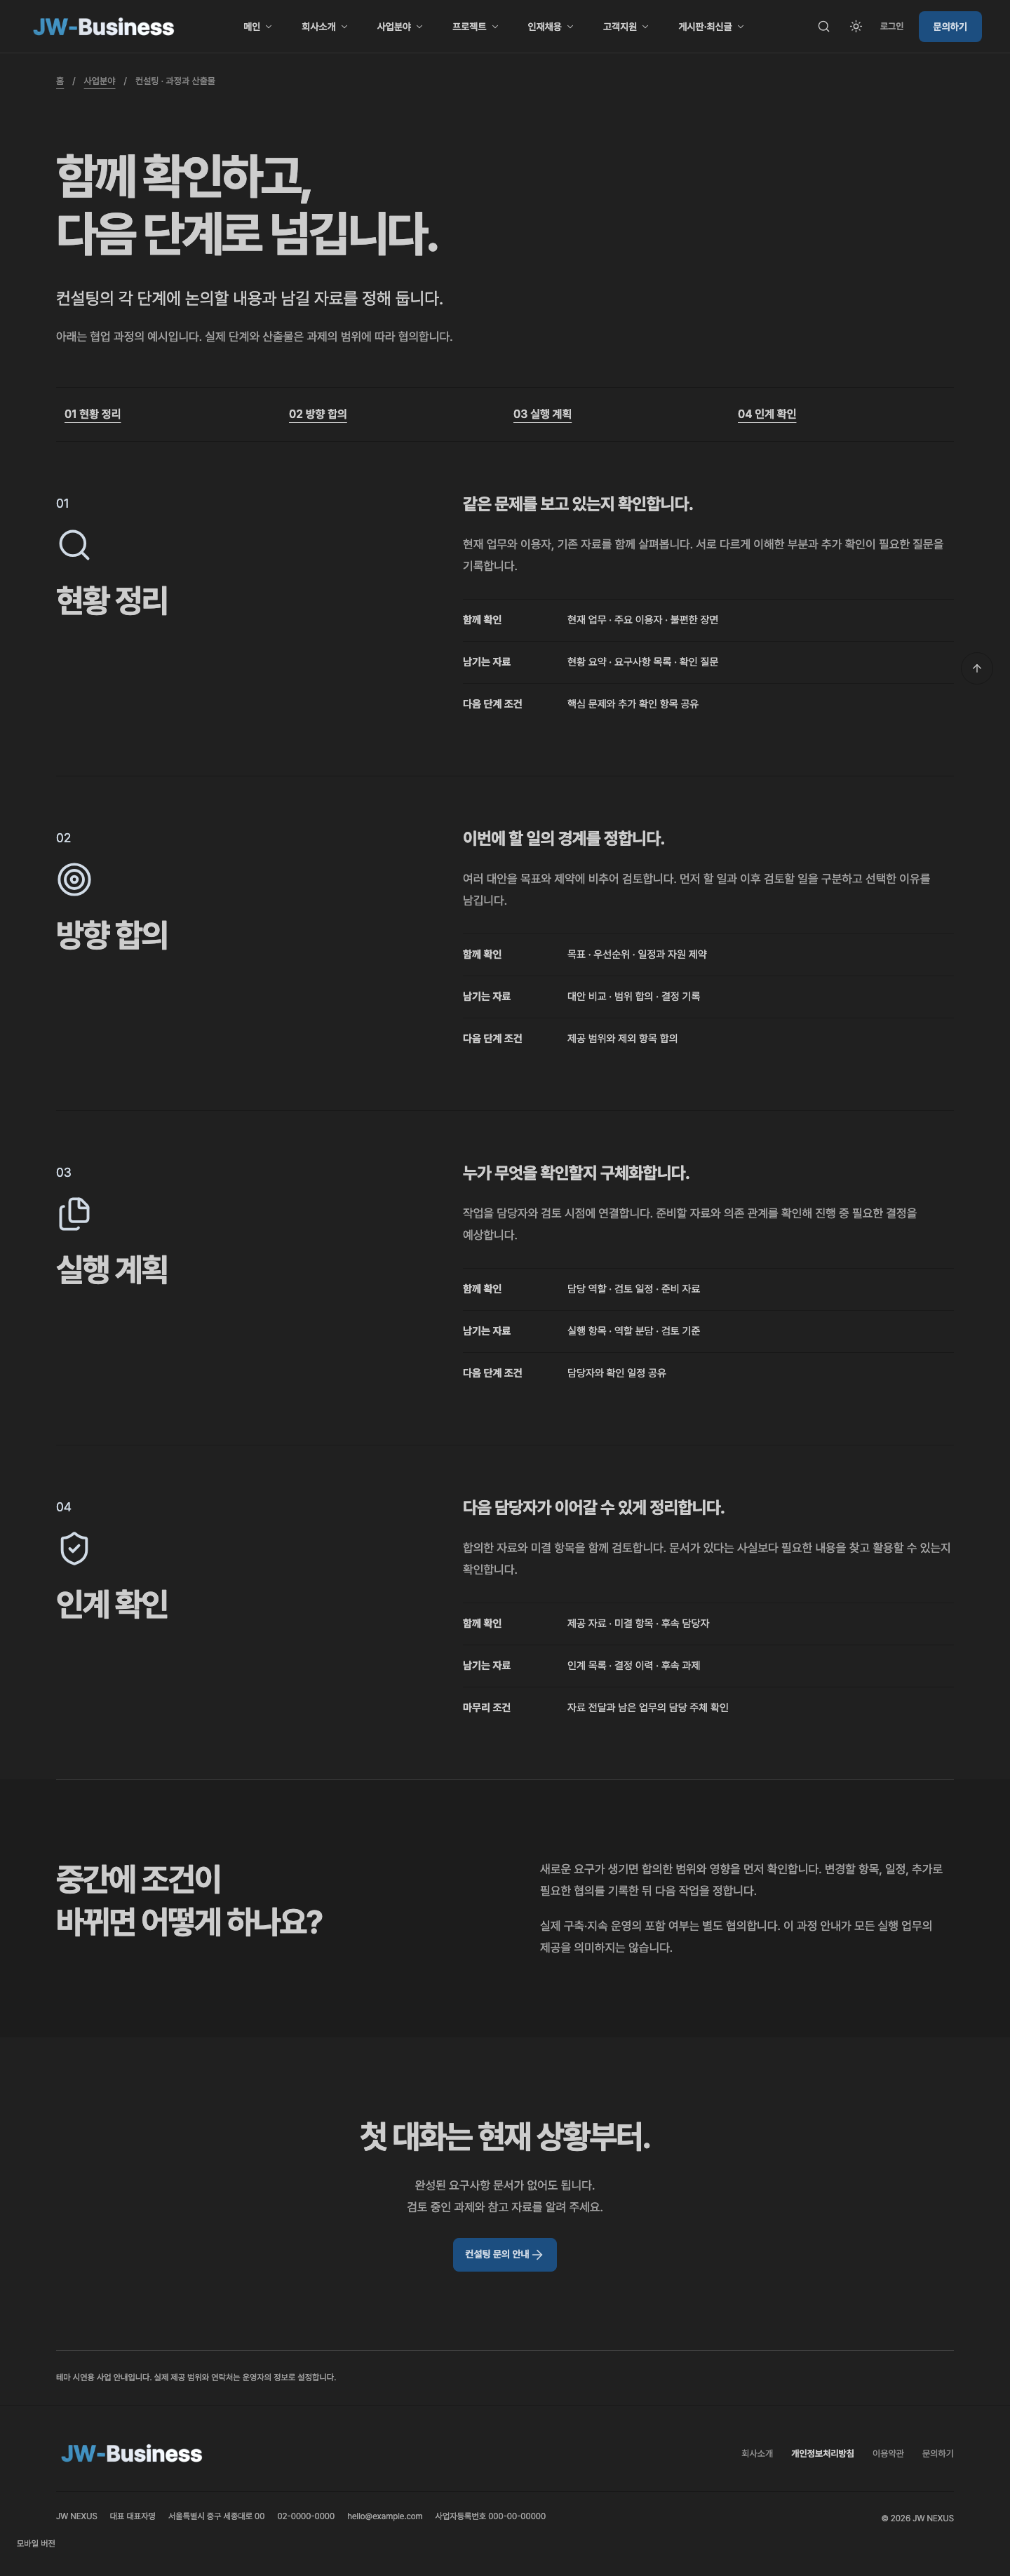 JW-Business 메인 회사소개 사업분야 프로젝트 인재채용 고객지원 게시판·최신글 로그인 문의하기
홈 / 사업분야 / 컨설팅 · 과정과 산출물
함께 확인하고,
다음 단계로 넘깁니다.
컨설팅의 각 단계에 논의할 내용과 남길 자료를 정해 둡니다.
아래는 협업 과정의 예시입니다. 실제 단계와 산출물은 과제의 범위에 따라 협의합니다.
01 현황 정리 02 방향 합의 03 실행 계획 04 인계 확인
01
현황 정리
같은 문제를 보고 있는지 확인합니다.
현재 업무와 이용자, 기존 자료를 함께 살펴봅니다. 서로 다르게 이해한 부분과 추가 확인이 필요한 질문을
기록합니다.
함께 확인 현재 업무 · 주요 이용자 · 불편한 장면
남기는 자료 현황 요약 · 요구사항 목록 · 확인 질문
다음 단계 조건 핵심 문제와 추가 확인 항목 공유
02
방향 합의
이번에 할 일의 경계를 정합니다.
여러 대안을 목표와 제약에 비추어 검토합니다. 먼저 할 일과 이후 검토할 일을 구분하고 선택한 이유를
남깁니다.
함께 확인 목표 · 우선순위 · 일정과 자원 제약
남기는 자료 대안 비교 · 범위 합의 · 결정 기록
다음 단계 조건 제공 범위와 제외 항목 합의
03
실행 계획
누가 무엇을 확인할지 구체화합니다.
작업을 담당자와 검토 시점에 연결합니다. 준비할 자료와 의존 관계를 확인해 진행 중 필요한 결정을
예상합니다.
함께 확인 담당 역할 · 검토 일정 · 준비 자료
남기는 자료 실행 항목 · 역할 분담 · 검토 기준
다음 단계 조건 담당자와 확인 일정 공유
04
인계 확인
다음 담당자가 이어갈 수 있게 정리합니다.
합의한 자료와 미결 항목을 함께 검토합니다. 문서가 있다는 사실보다 필요한 내용을 찾고 활용할 수 있는지
확인합니다.
함께 확인 제공 자료 · 미결 항목 · 후속 담당자
남기는 자료 인계 목록 · 결정 이력 · 후속 과제
마무리 조건 자료 전달과 남은 업무의 담당 주체 확인
중간에 조건이
바뀌면 어떻게 하나요?
새로운 요구가 생기면 합의한 범위와 영향을 먼저 확인합니다. 변경할 항목, 일정, 추가로
필요한 협의를 기록한 뒤 다음 작업을 정합니다.
실제 구축·지속 운영의 포함 여부는 별도 협의합니다. 이 과정 안내가 모든 실행 업무의
제공을 의미하지는 않습니다.
첫 대화는 현재 상황부터.
완성된 요구사항 문서가 없어도 됩니다.
검토 중인 과제와 참고 자료를 알려 주세요.
컨설팅 문의 안내
테마 시연용 사업 안내입니다. 실제 제공 범위와 연락처는 운영자의 정보로 설정합니다.
JW-Business 회사소개 개인정보처리방침 이용약관 문의하기
JW NEXUS 대표 대표자명 서울특별시 중구 세종대로 00 02-0000-0000 hello@example.com 사업자등록번호 000-00-00000 © 2026 JW NEXUS
모바일 버전